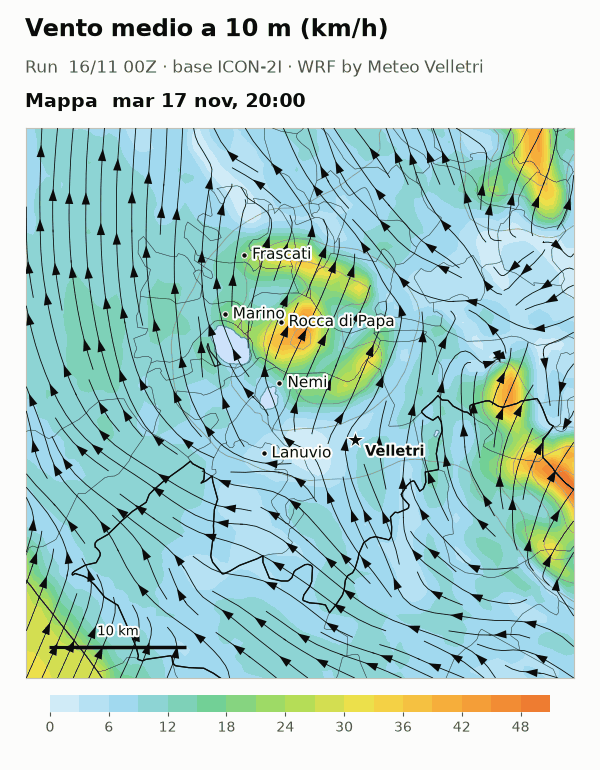 Vento medio a 10 m (km/h)
Run  16/11 00Z · base ICON-2I · WRF by Meteo Velletri
Mappa  mar 17 nov, 20:00
Frascati
Marino
Rocca di Papa
Nemi
Velletri
Lanuvio
10 km
0 6 12 18 24 30 36 42 48